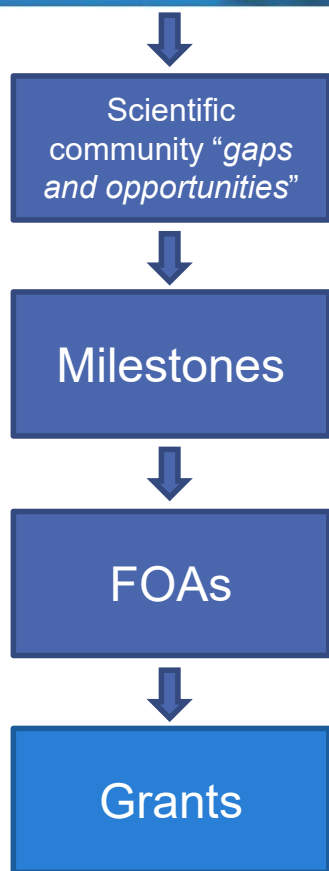 Scientific
community “gaps
and opportunities”
Milestones
FOAs
Grants